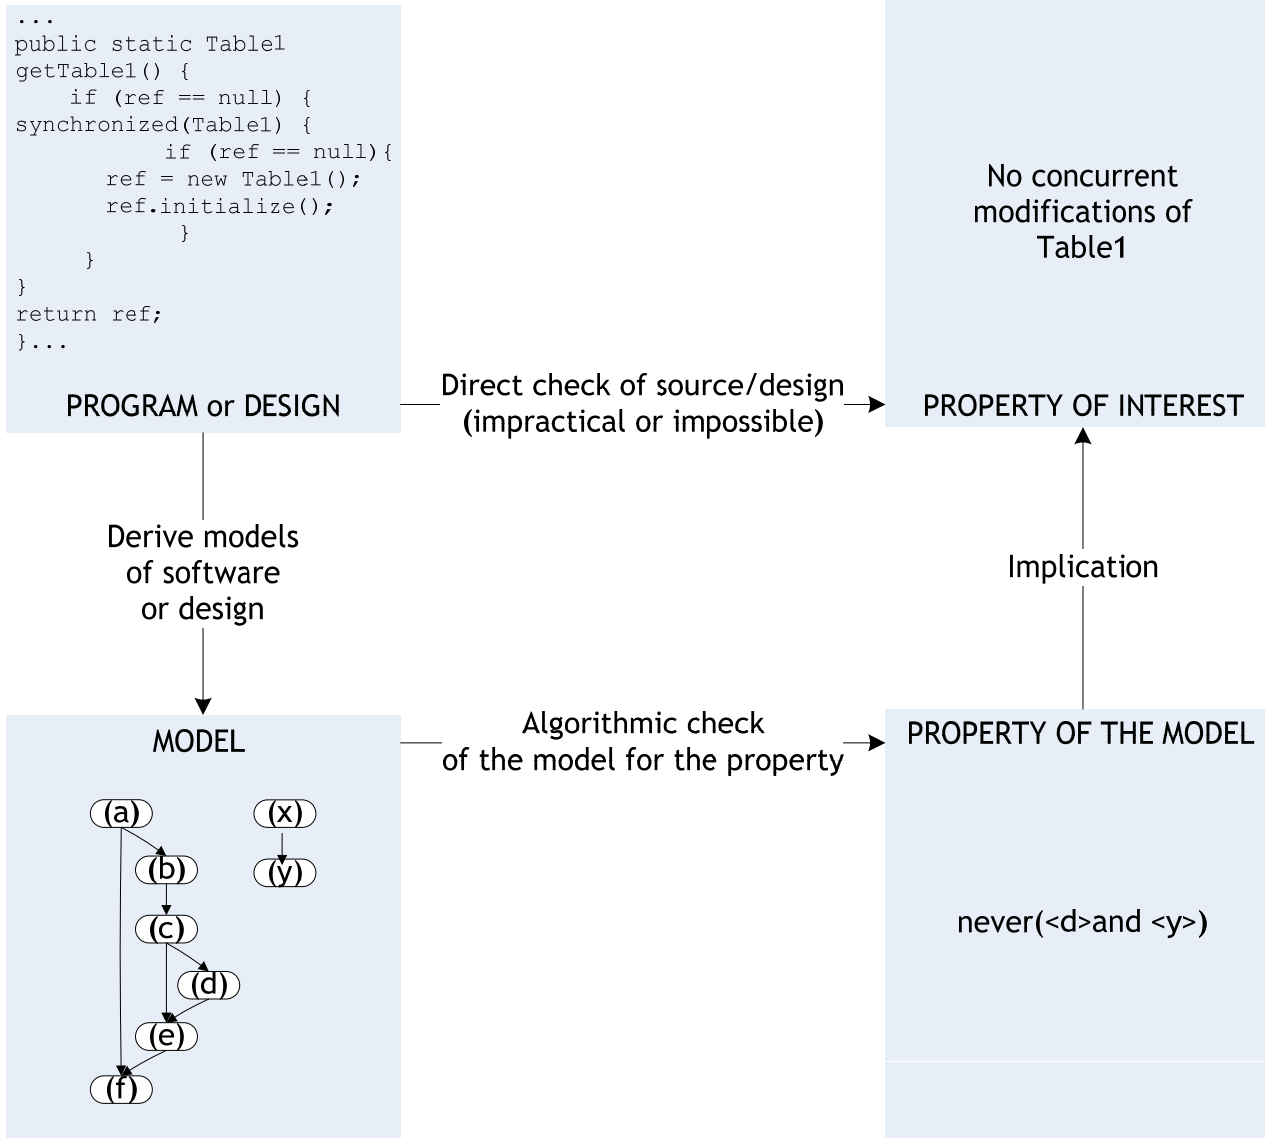 ...
public static Table1
getTable1() {
if (ref == null) {
synchronized(Table1) {
if (ref == null){
ref = new Table1();
ref.initialize();
}
}
}
return ref;
}...
PROGRAM or DESIGN
Direct check of source/design
(impractical or impossible)
No concurrent
modifications of
Table1
PROPERTY OF INTEREST
Derive models
of software
or design
Implication
MODEL
(a)
(x)
(b)
(y)
(c)
(d)
(e)
(f)
Algorithmic check
of the model for the property
PROPERTY OF THE MODEL
never(<d>and <y>)